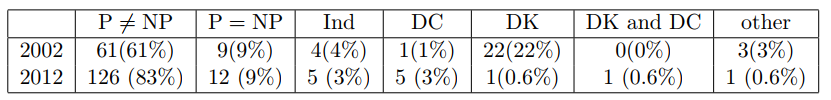 P ≠ NP P = NP Ind DC DK DK and DC other
2002 61(61%) 9(9%) 4(4%) 1(1%) 22(22%) 0(0%) 3(3%)
2012 126 (83%) 12 (9%) 5 (3%) 5 (3%) 1(0.6%) 1 (0.6%) 1 (0.6%)